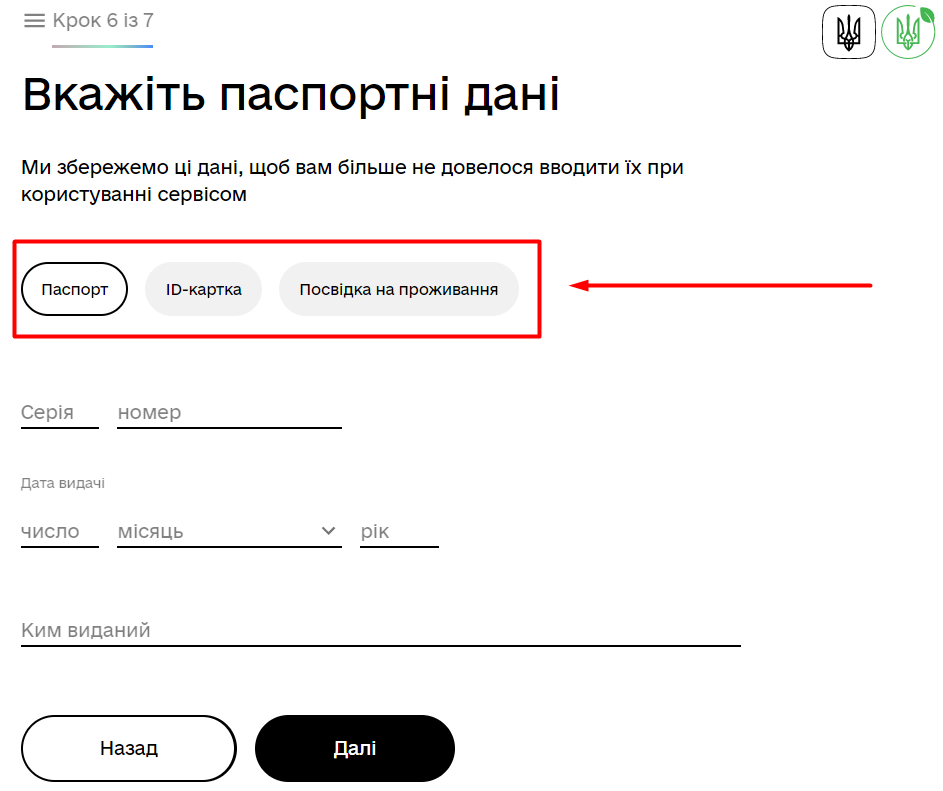 Крок 6 із 7
Вкажіть паспортні дані
Ми збережемо ці дані, щоб вам більше не довелося вводити їх при
користуванні сервісом
Паспорт ID-картка Посвідка на проживання
Серія номер
Дата видачі
число місяць рік
Ким виданий
Назад Далі